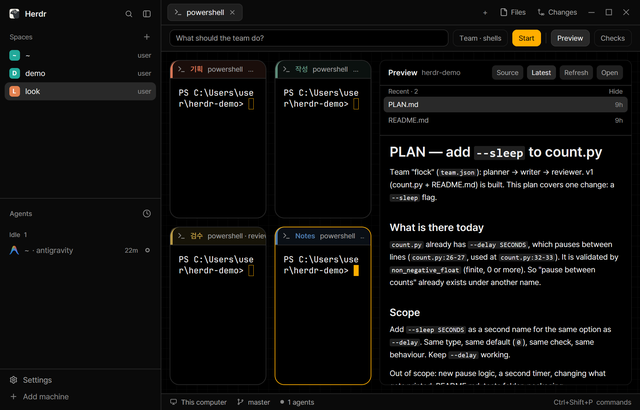 Herdr
Spaces
~ user
demo user
L look user
Agents
Idle 1
~ · antigravity 22m
Settings
Add machine
powershell
Files
Changes
What should the team do?
Team · shells
Start
Preview
Checks
기획 powershell ...
PS C:\Users\use
r\herdr-demo>
작성 powershell ...
PS C:\Users\use
r\herdr-demo>
검수 powershell · review
PS C:\Users\use
r\herdr-demo>
Notes powershell ...
PS C:\Users\use
r\herdr-demo>
Preview herdr-demo
Source
Latest
Refresh
Open
Recent · 2 Hide
PLAN.md 9h
README.md 9h
PLAN — add --sleep to count.py
Team "flock" (team.json): planner → writer → reviewer. v1
(count.py + README.md) is built. This plan covers one change: a
--sleep flag.
What is there today
count.py already has --delay SECONDS, which pauses between
lines (count.py:26-27, used at count.py:32-33). It is validated by
non_negative_float (finite, 0 or more). So "pause between
counts" already exists under another name.
Scope
Add --sleep SECONDS as a second name for the same option as
--delay. Same type, same default (0), same check, same
behaviour. Keep --delay working.
Out of scope: new pause logic, a second timer, changing what
This computer
master
1 agents
Ctrl+Shift+P commands